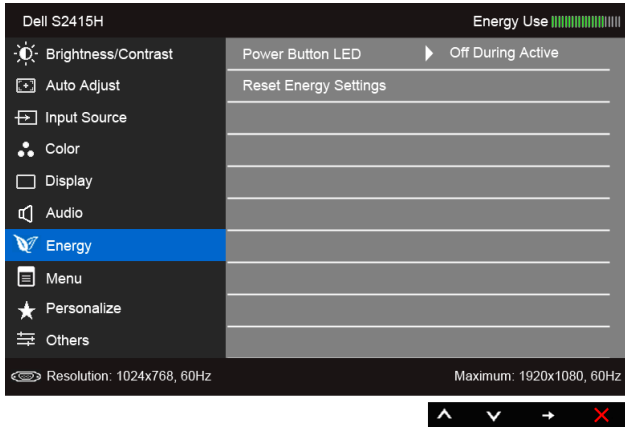 Dell S2415H
Energy Use
Brightness/Contrast
Power Button LED
Off During Active
Auto Adjust
Reset Energy Settings
Input Source
Color
Display
Audio
Energy
Menu
Personalize
Others
Resolution: 1024x768, 60Hz
Maximum: 1920x1080, 60Hz